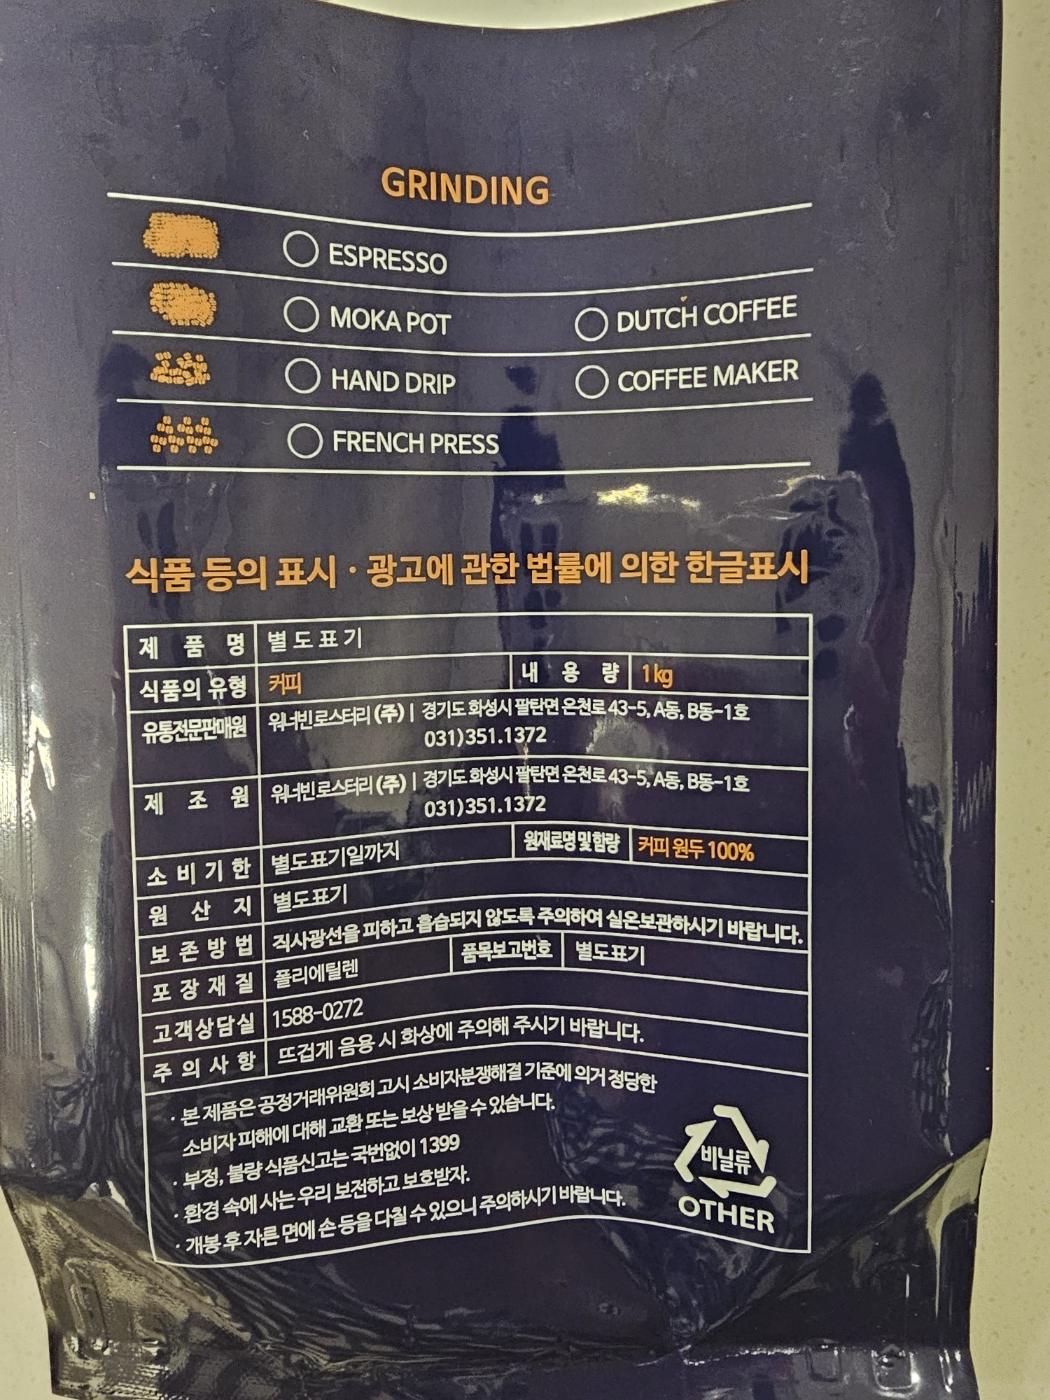 GRINDING
ESPRESSO
MOKA POT DUTCH COFFEE
HAND DRIP COFFEE MAKER
FRENCH PRESS
식품 등의 표시 · 광고에 관한 법률에 의한 한글표시
제 품 명 별도표기
식품의 유형 커피 내 용 량 1kg
유통전문판매원 워너빈로스터리 (주) | 경기도 화성시 팔탄면 온천로 43-5, A동, B동-1호
031)351.1372
제 조 원 워너빈로스터리 (주) | 경기도 화성시 팔탄면 온천로 43-5, A동, B동-1호
031)351.1372
소 비 기 한 별도표기일까지 원재료명 및 함량 커피 원두 100%
원 산 지 별도표기
보 존 방 법 직사광선을 피하고 흡습되지 않도록 주의하여 실온보관하시기 바랍니다.
포 장 재 질 폴리에틸렌 품목보고번호 별도표기
고객상담실 1588-0272
주 의 사 항 뜨겁게 음용 시 화상에 주의해 주시기 바랍니다.
· 본 제품은 공정거래위원회 고시 소비자분쟁해결 기준에 의거 정당한
소비자 피해에 대해 교환 또는 보상 받을 수 있습니다.
· 부정, 불량 식품신고는 국번없이 1399
· 환경 속에 사는 우리 보전하고 보호받자.
· 개봉 후 자른 면에 손 등을 다칠 수 있으니 주의하시기 바랍니다.
비닐류
OTHER